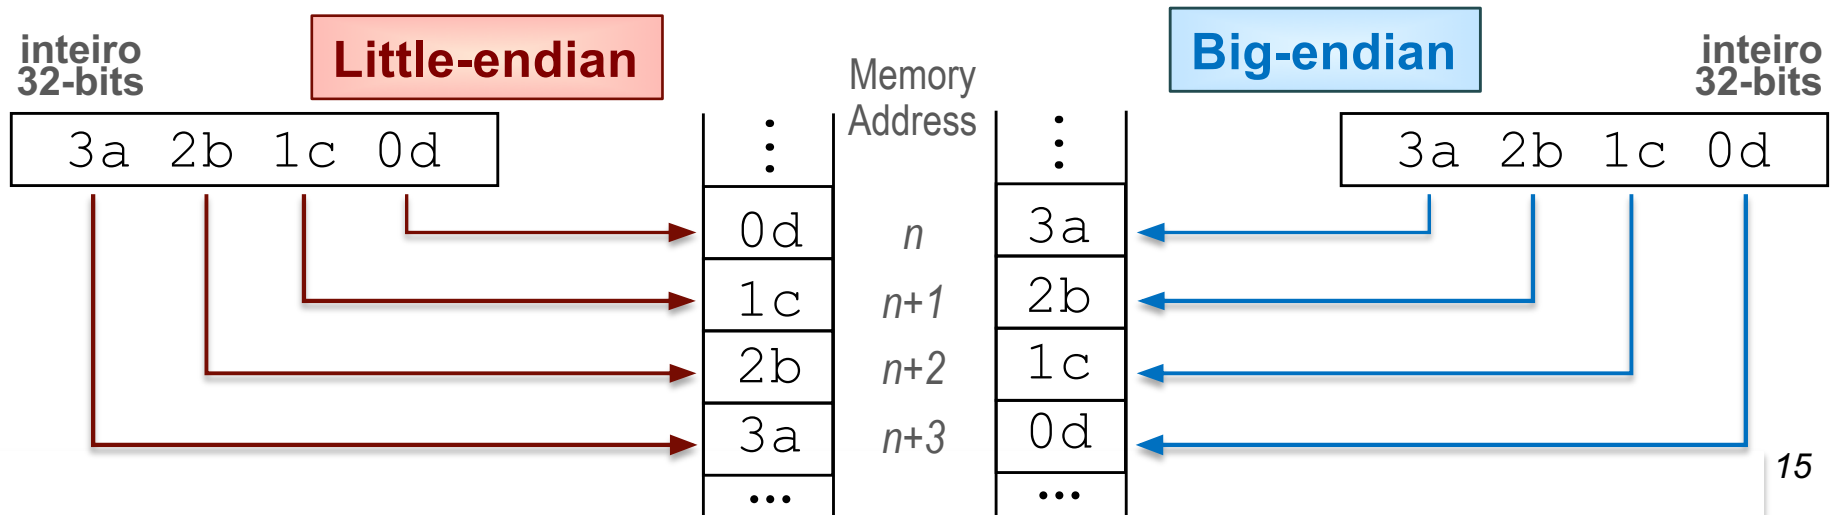 Little-endian
Big-endian
inteiro
32-bits
Memory
Address
inteiro
32-bits
3a 2b 1c 0d
3a 2b 1c 0d
0d n 3a
1c n+1 2b
2b n+2 1c
3a n+3 0d
...
...
15